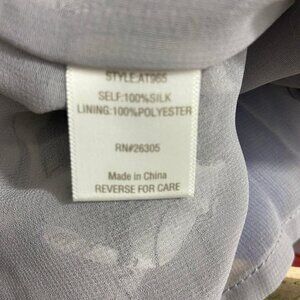 STYLE:AT965
SELF:100%SILK
LINING:100%POLYESTER
RN#26305
Made in China
REVERSE FOR CARE